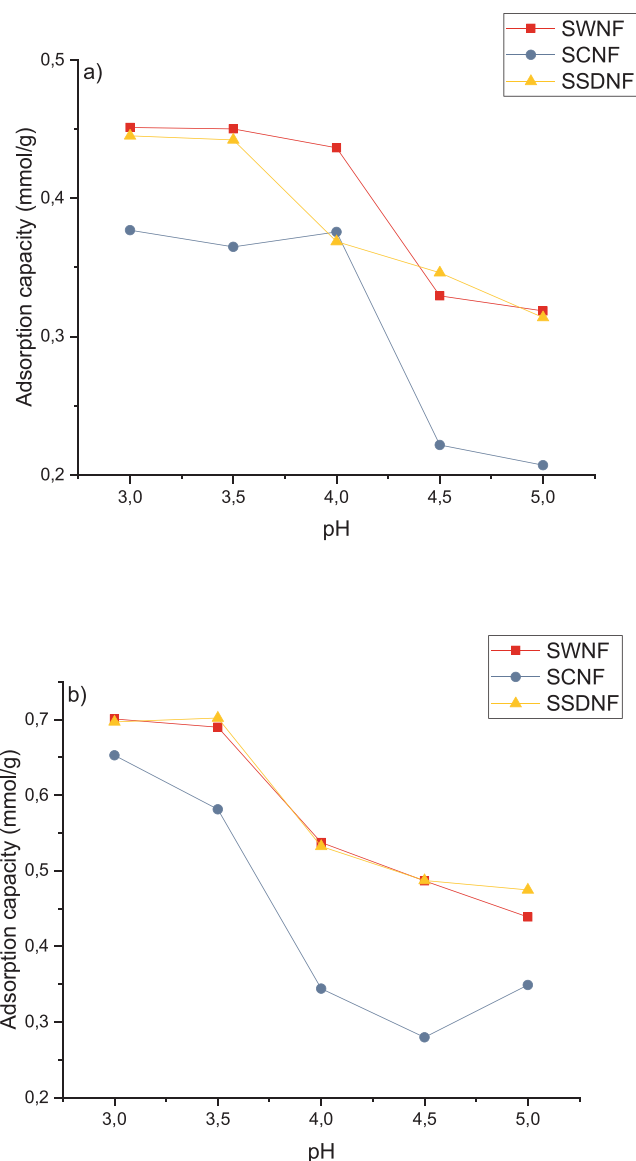 SWNF
SCNF
SSDNF
a)
0,5
0,4
0,3
0,2
Adsorption capacity (mmol/g)
3,0 3,5 4,0 4,5 5,0
pH
SWNF
SCNF
SSDNF
b)
0,7
0,6
0,5
0,4
0,3
0,2
Adsorption capacity (mmol/g)
3,0 3,5 4,0 4,5 5,0
pH